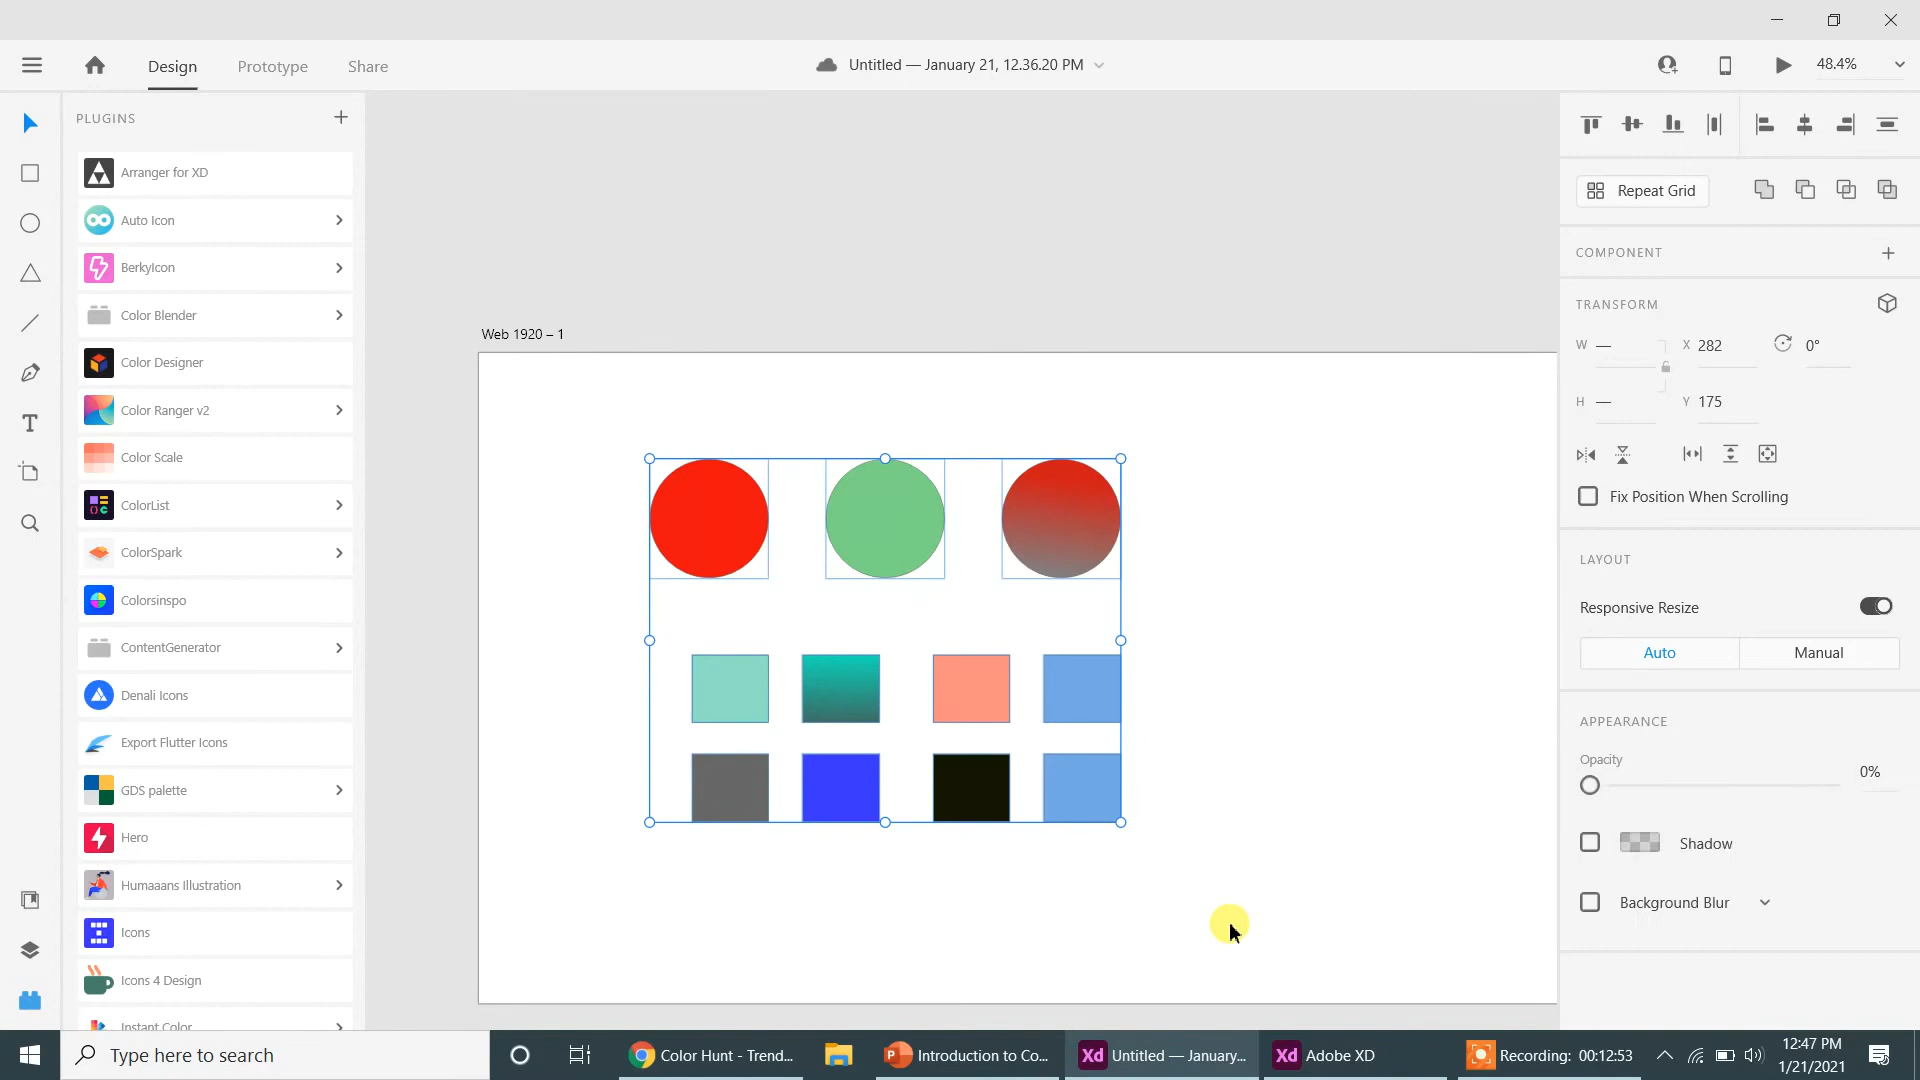 Design
Prototype
Share
Untitled — January 21, 12.36.20 PM
48.4%
PLUGINS
Arranger for XD
Auto Icon
BerkyIcon
Color Blender
Color Designer
Color Ranger v2
Color Scale
ColorList
ColorSpark
Colorsinspo
ContentGenerator
Denali Icons
Export Flutter Icons
GDS palette
Hero
Humaaans Illustration
Icons
Icons 4 Design
Instant Color
Web 1920 – 1
Repeat Grid
COMPONENT
TRANSFORM
W —
X 282
0°
H —
Y 175
Fix Position When Scrolling
LAYOUT
Responsive Resize
Auto
Manual
APPEARANCE
Opacity
0%
Shadow
Background Blur
Type here to search
Color Hunt - Trend...
P
Introduction to Co...
Xd
Untitled — January...
Xd
Adobe XD
Recording: 00:12:53
12:47 PM
1/21/2021